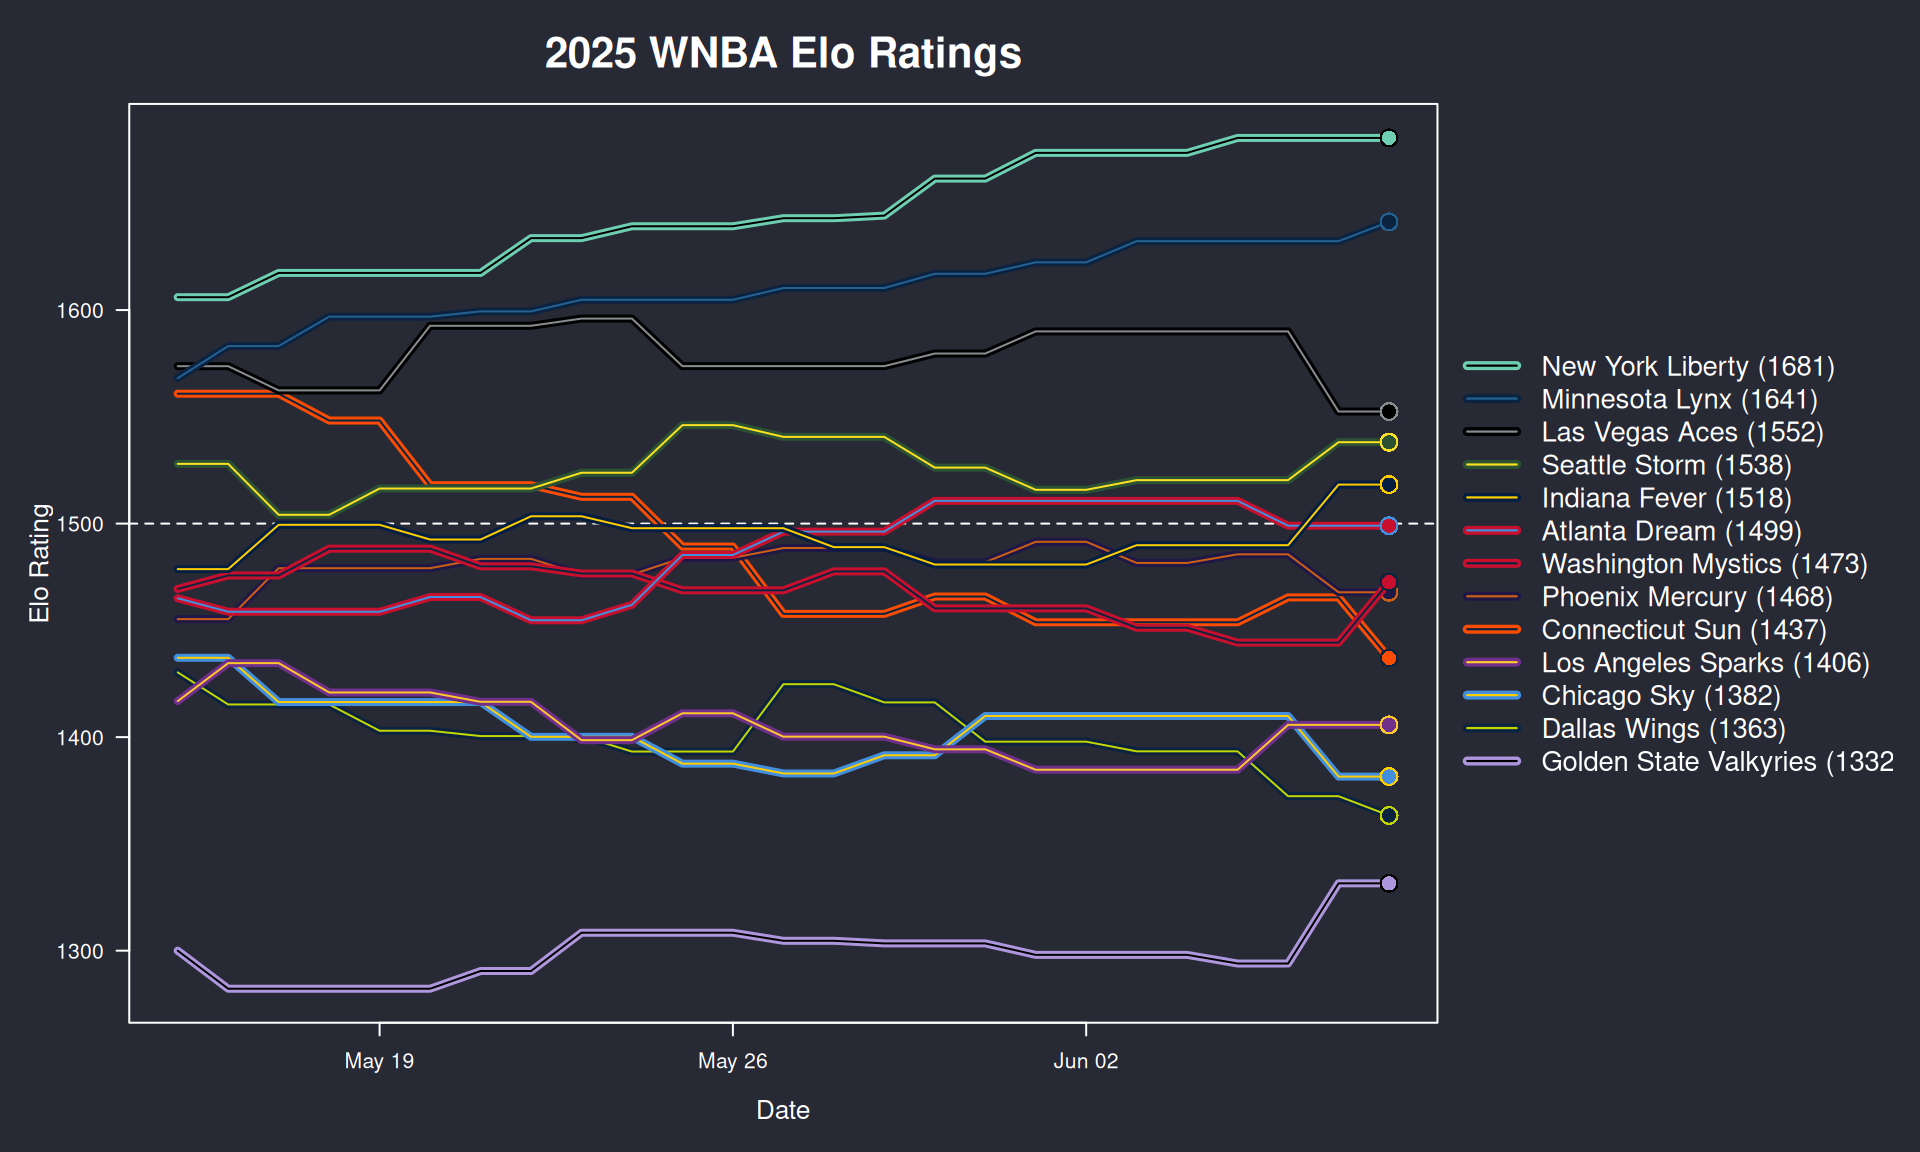 2025 WNBA Elo Ratings
Elo Rating
1600
1500
1400
1300
May 19
May 26
Jun 02
Date
New York Liberty (1681)
Minnesota Lynx (1641)
Las Vegas Aces (1552)
Seattle Storm (1538)
Indiana Fever (1518)
Atlanta Dream (1499)
Washington Mystics (1473)
Phoenix Mercury (1468)
Connecticut Sun (1437)
Los Angeles Sparks (1406)
Chicago Sky (1382)
Dallas Wings (1363)
Golden State Valkyries (1332